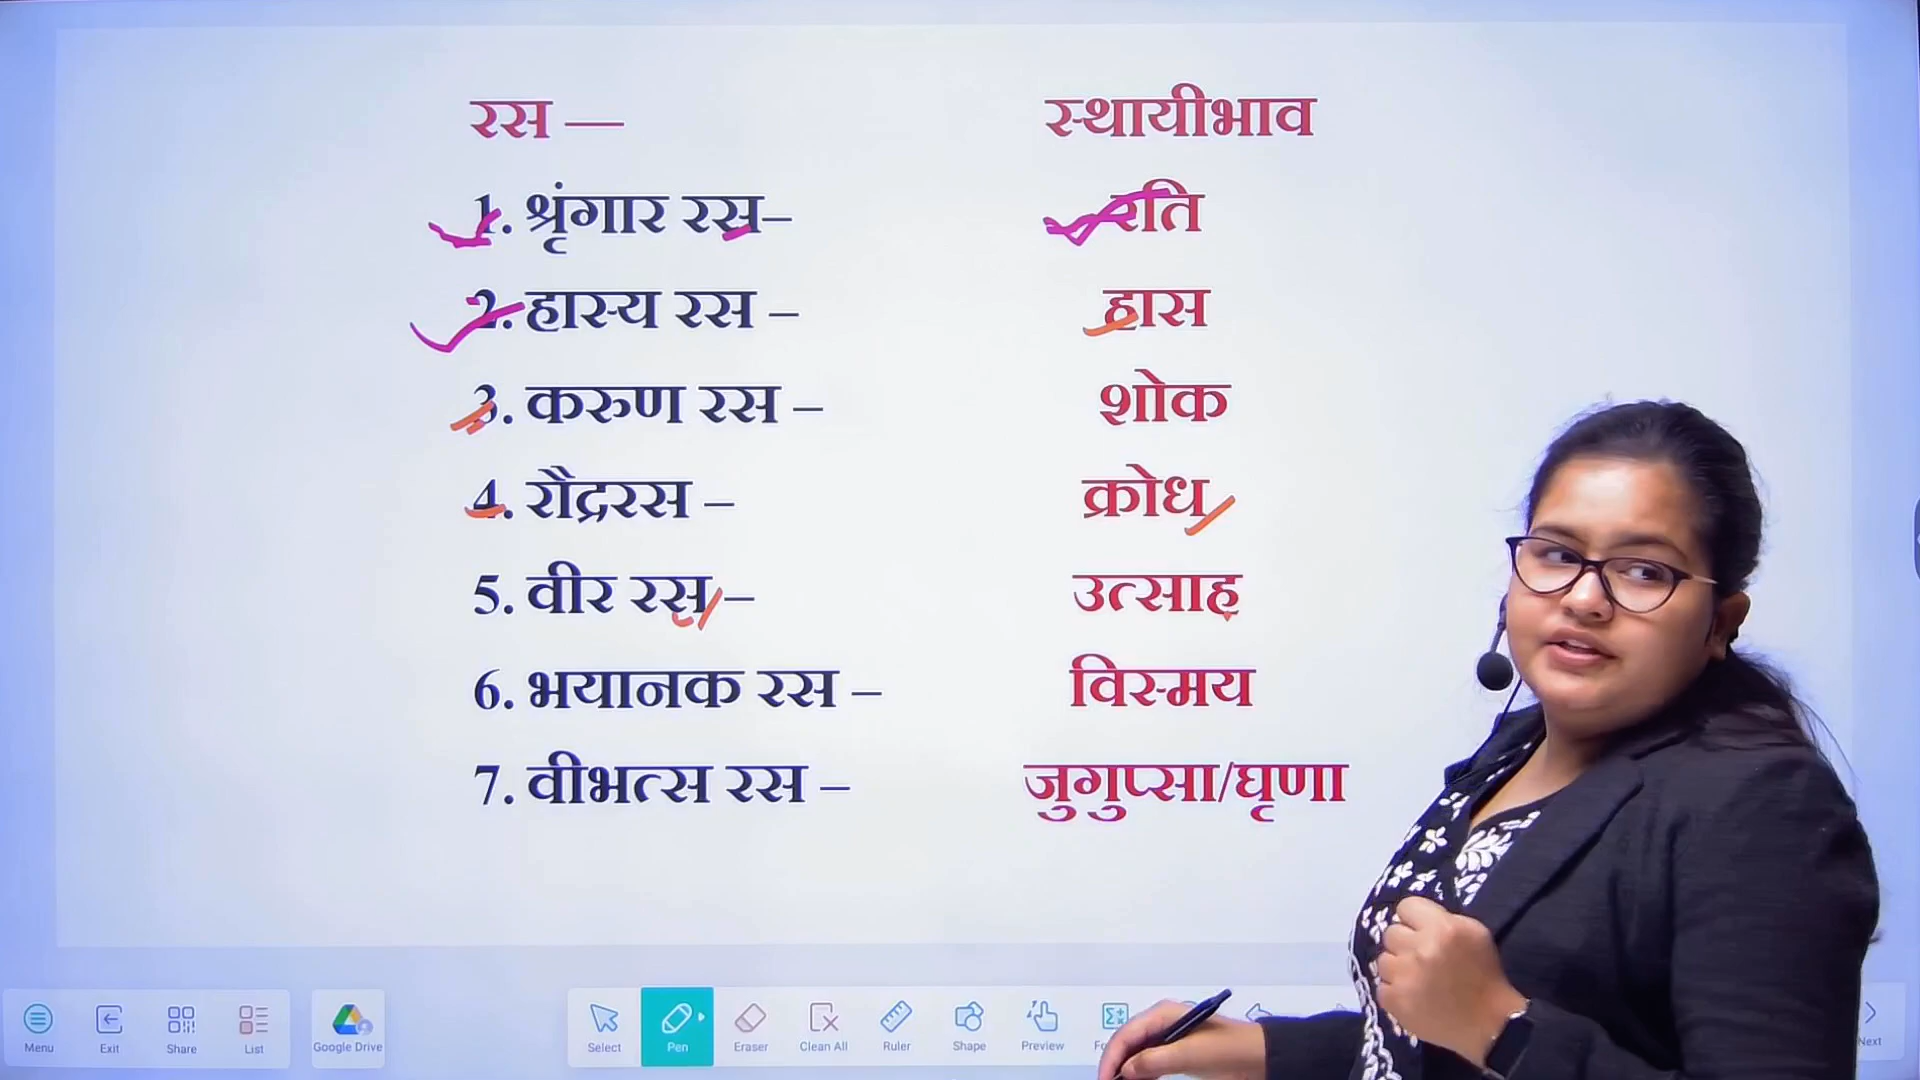 रस — स्थायीभाव
1. श्रृंगार रस– रति
2. हास्य रस – हास
3. करुण रस – शोक
4. रौद्ररस – क्रोध
5. वीर रस – उत्साह
6. भयानक रस – विस्मय
7. वीभत्स रस – जुगुप्सा/घृणा
Menu Exit Share List Google Drive Select Pen Eraser Clean All Ruler Shape Preview Next